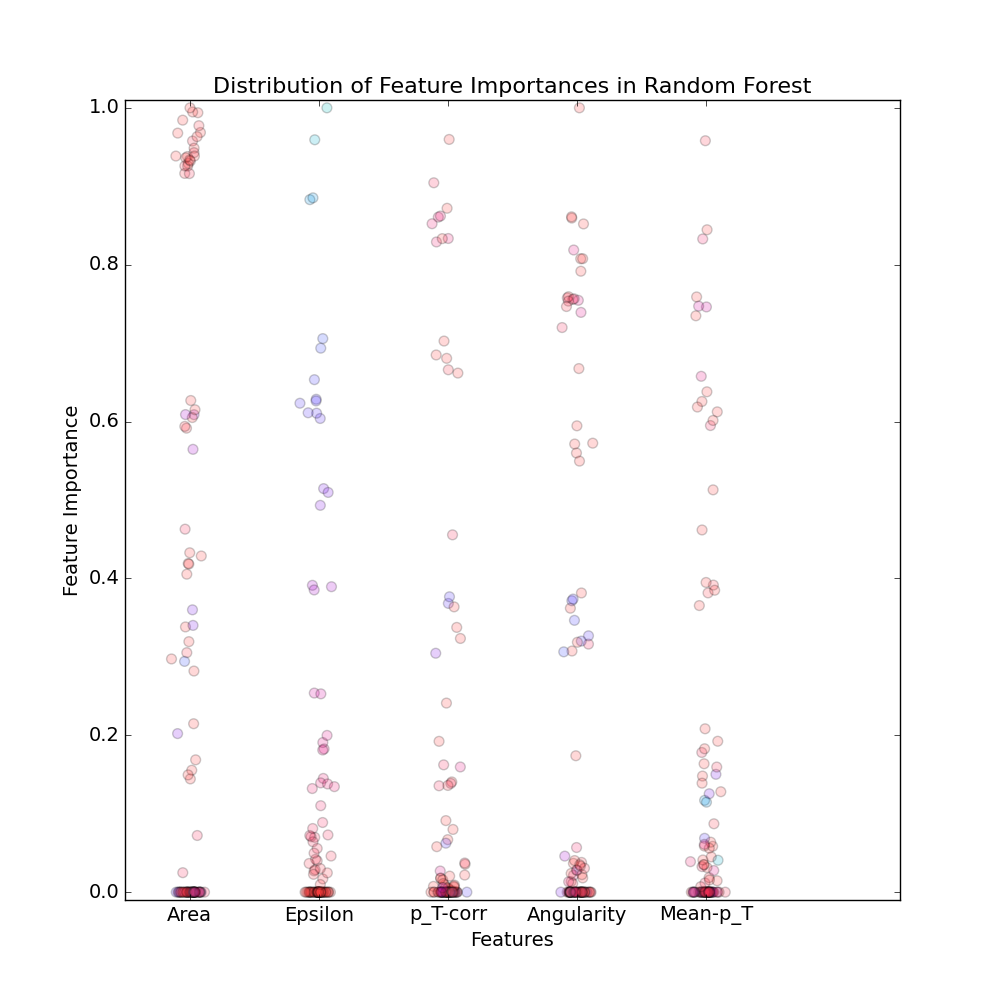 Distribution of Feature Importances in Random Forest
1.0
0.8
0.6
0.4
0.2
0.0
Feature Importance
Area Epsilon p_T-corr Angularity Mean-p_T
Features